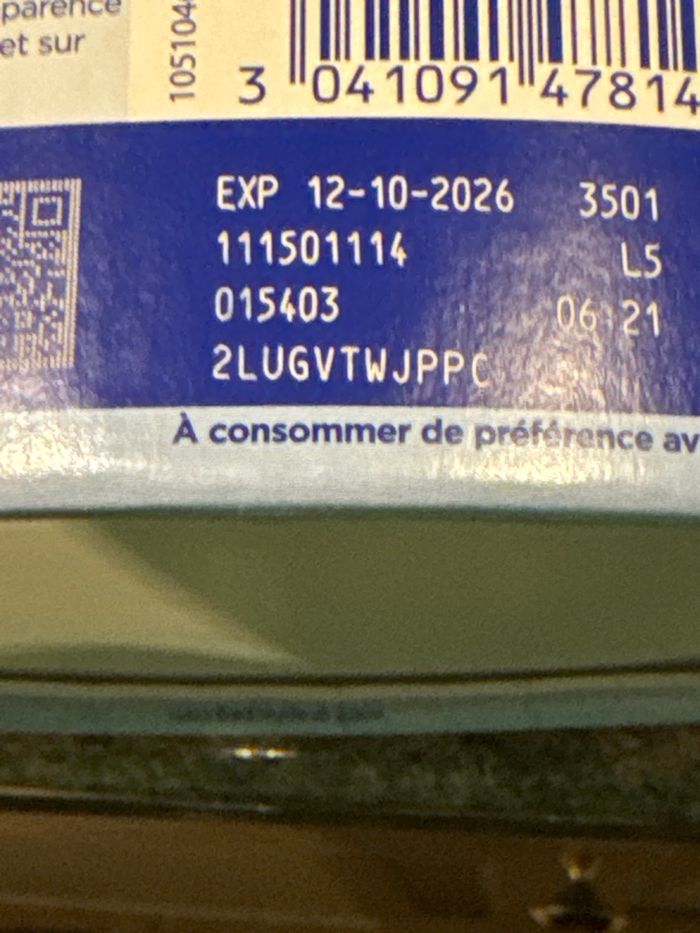 parence
et sur
105104
3 041091 47814
EXP 12-10-2026 3501
111501114 L5
015403 06:21
2LUGVTWJPPC
À consommer de préférence av